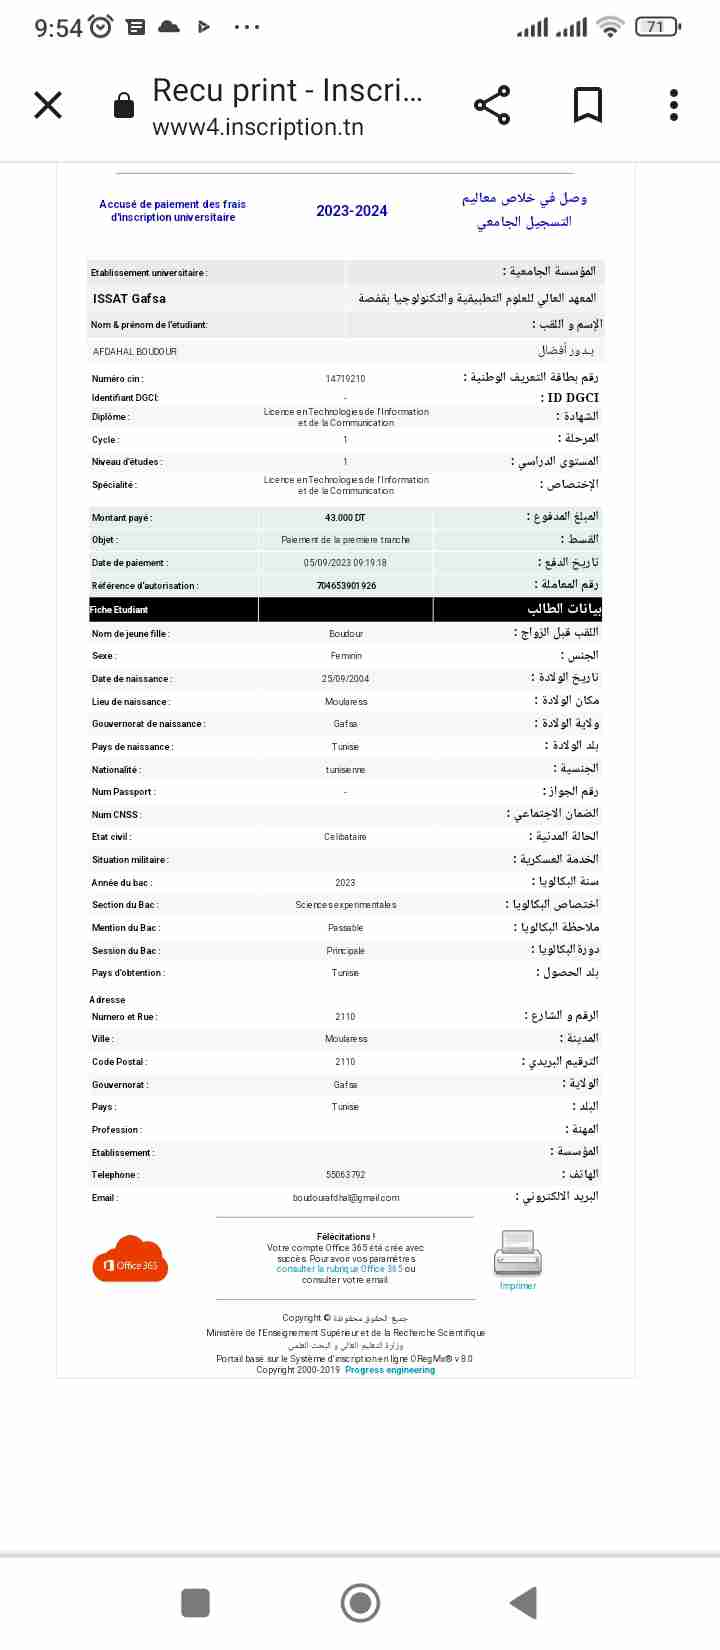 9:54
71
Recu print - Inscri...
www4.inscription.tn
Accusé de paiement des frais d'inscription universitaire
2023-2024
وصل في خلاص معاليم التسجيل الجامعي
Etablissement universitaire : المؤسسة الجامعية :
ISSAT Gafsa المعهد العالي للعلوم التطبيقية والتكنولوجيا بقفصة
Nom & prénom de l'etudiant: الإسم و اللقب :
AFDAHAL BOUDOUR بدور أفضال
Numéro cin : 14719210 رقم بطاقة التعريف الوطنية :
Identifiant DGCI: - ID DGCI :
Diplôme : Licence en Technologies de l'Information et de la Communication الشهادة :
Cycle : 1 المرحلة :
Niveau d'études : 1 المستوى الدراسي :
Spécialité : Licence en Technologies de l'Information et de la Communication الإختصاص :
Montant payé : 43.000 DT المبلغ المدفوع :
Objet : Paiement de la premiere tranche القسط :
Date de paiement : 05/09/2023 09:19:18 تاريخ الدفع :
Référence d'autorisation : 704653901926 رقم المعاملة :
Fiche Etudiant بيانات الطالب
Nom de jeune fille : Boudour اللقب قبل الزواج :
Sexe : Feminin الجنس :
Date de naissance : 25/09/2004 تاريخ الولادة :
Lieu de naissance : Moularess مكان الولادة :
Gouvernorat de naissance : Gafsa ولاية الولادة :
Pays de naissance : Tunisie بلد الولادة :
Nationalité : tunisienne الجنسية :
Num Passport : - رقم الجواز :
Num CNSS : الضمان الاجتماعي :
Etat civil : Celibataire الحالة المدنية :
Situation militaire : الخدمة العسكرية :
Année du bac : 2023 سنة البكالويا :
Section du Bac : Sciences experimentales اختصاص البكالويا :
Mention du Bac : Passable ملاحظة البكالويا :
Session du Bac : Principale دورة البكالويا :
Pays d'obtention : Tunisie بلد الحصول :
Adresse
Numero et Rue : 2110 الرقم و الشارع :
Ville : Moularess المدينة :
Code Postal : 2110 الترقيم البريدي :
Gouvernorat : Gafsa الولاية :
Pays : Tunisie البلد :
Profession : المهنة :
Etablissement : المؤسسة :
Telephone : 55063792 الهاتف :
Email : boudourafdhal@gmail.com البريد الالكتروني :
Office 365
Félécitations !
Votre compte Office 365 été crée avec
succès. Pour avoir vos paramétres
consulter la rubrique Office 365 ou
consulter votre email
Imprimer
Copyright © جميع الحقوق محفوظة
Ministère de l'Enseignement Supérieur et de la Recherche Scientifique
وزارة التعليم العالي و البحث العلمي
Portail basé sur le Système d'inscription en ligne ORegMx® v 8.0
Copyright 2000-2019 Progress engineering